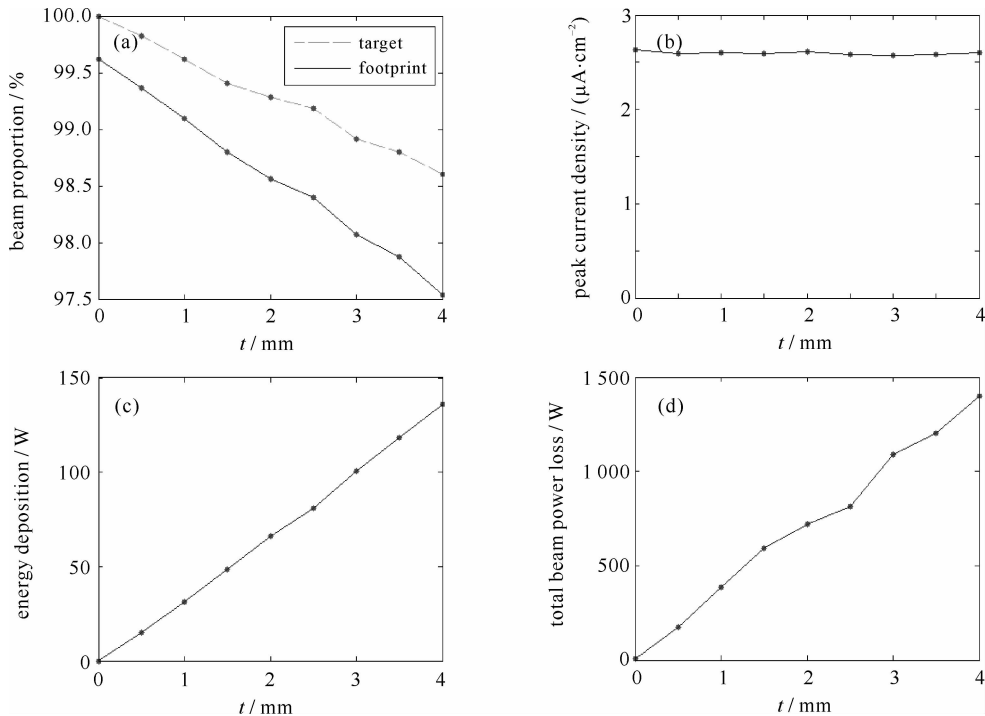 100.0
99.5
99.0
98.5
98.0
97.5
beam proportion / %
(a)
target
footprint
0 1 2 3 4
t / mm
3
2
1
0
peak current density / (μA·cm⁻²)
(b)
0 1 2 3 4
t / mm
150
100
50
0
energy deposition / W
(c)
0 1 2 3 4
t / mm
1 500
1 000
500
0
total beam power loss / W
(d)
0 1 2 3 4
t / mm